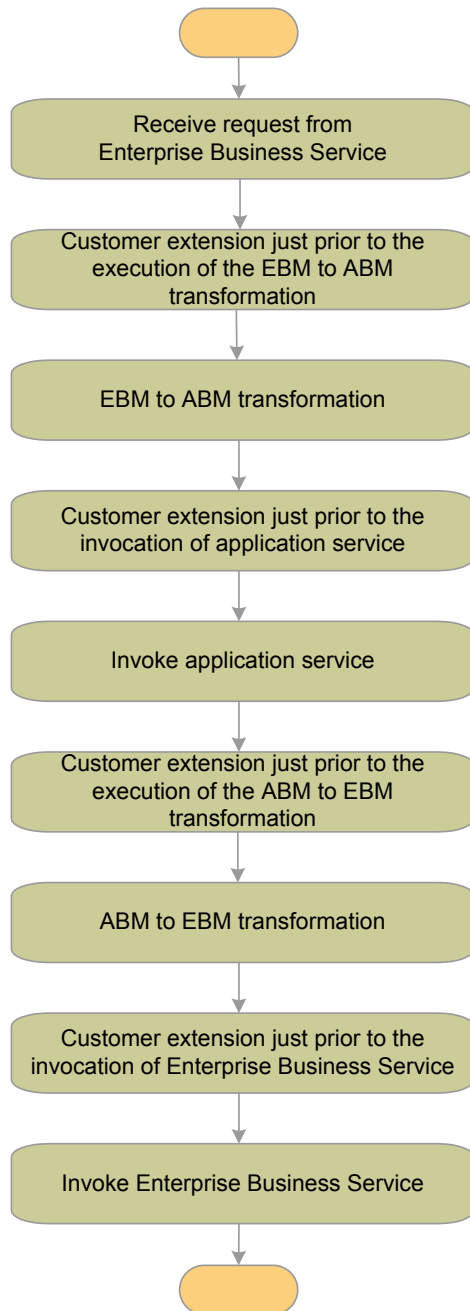 Receive request from
Enterprise Business Service
Customer extension just prior to the
execution of the EBM to ABM
transformation
EBM to ABM transformation
Customer extension just prior to the
invocation of application service
Invoke application service
Customer extension just prior to the
execution of the ABM to EBM
transformation
ABM to EBM transformation
Customer extension just prior to the
invocation of Enterprise Business Service
Invoke Enterprise Business Service